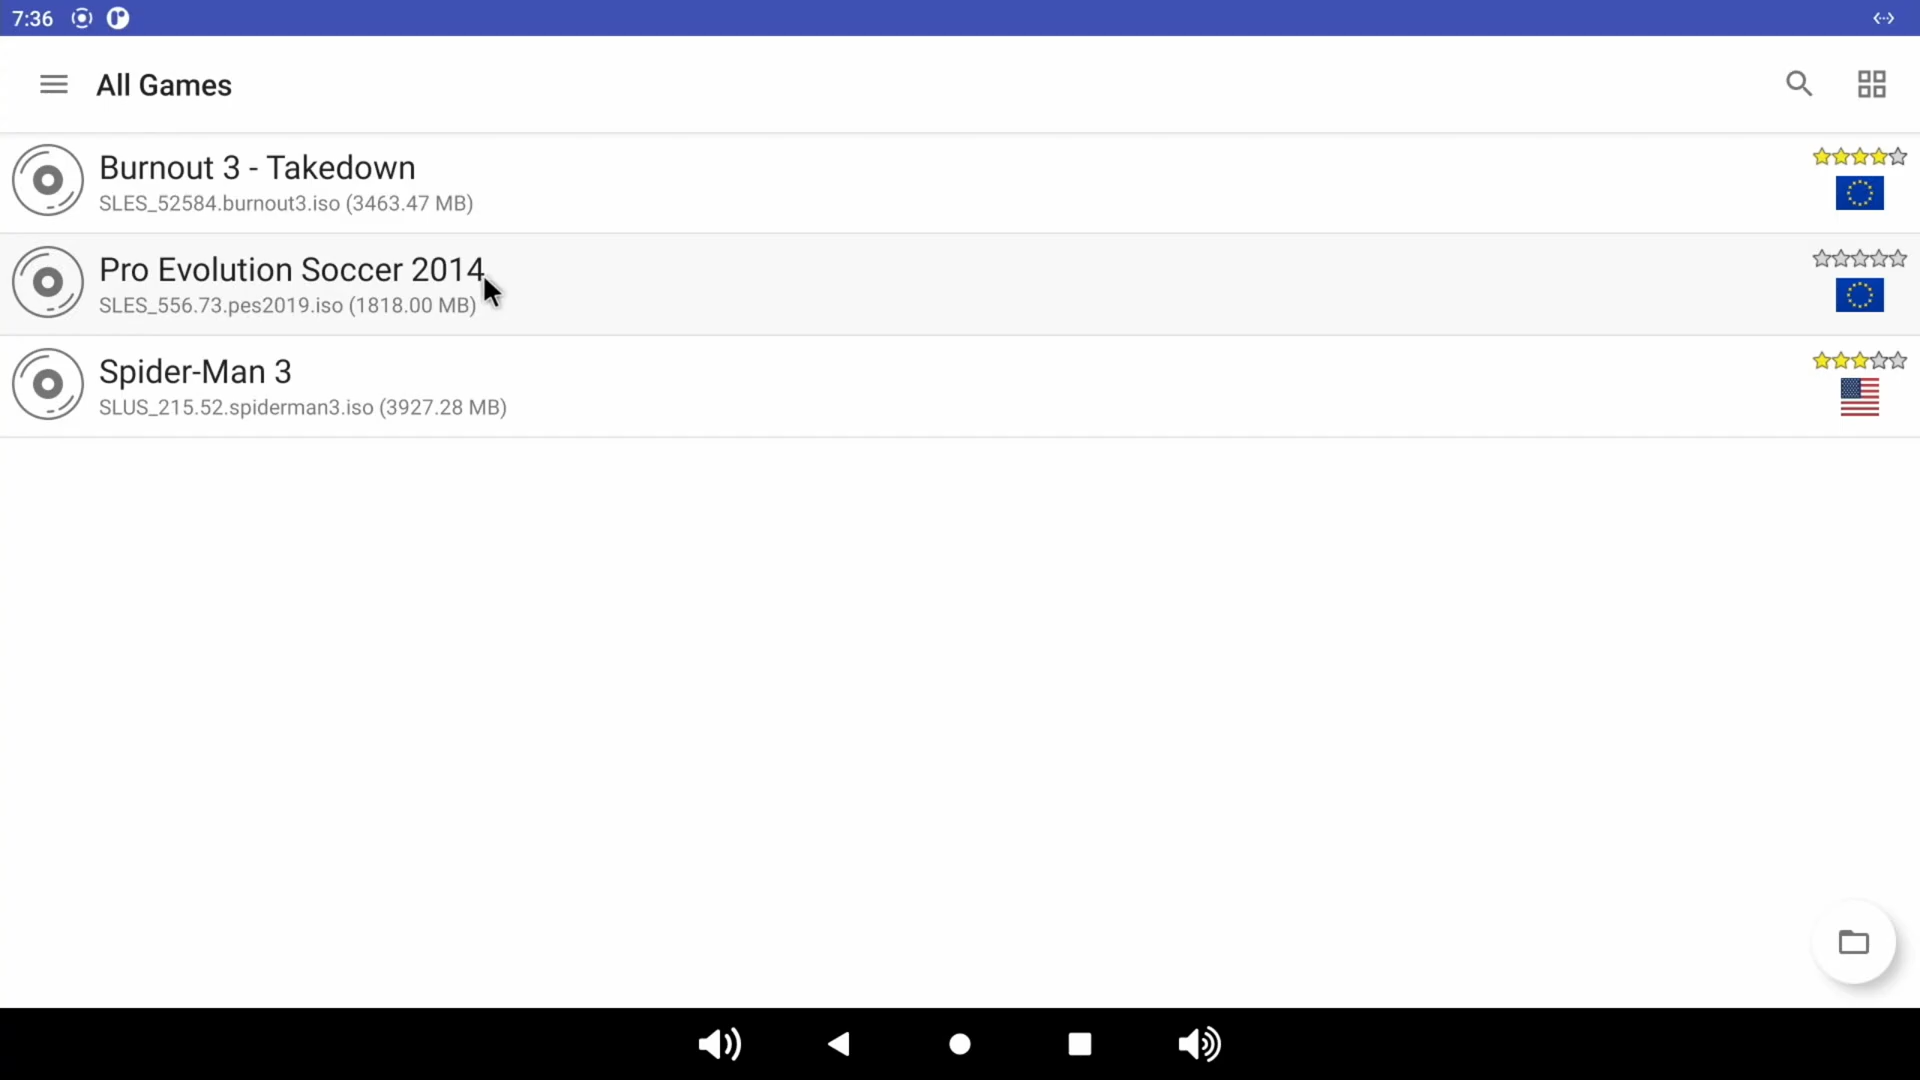 7:36
All Games
Burnout 3 - Takedown
SLES_52584.burnout3.iso (3463.47 MB)
Pro Evolution Soccer 2014
SLES_556.73.pes2019.iso (1818.00 MB)
Spider-Man 3
SLUS_215.52.spiderman3.iso (3927.28 MB)